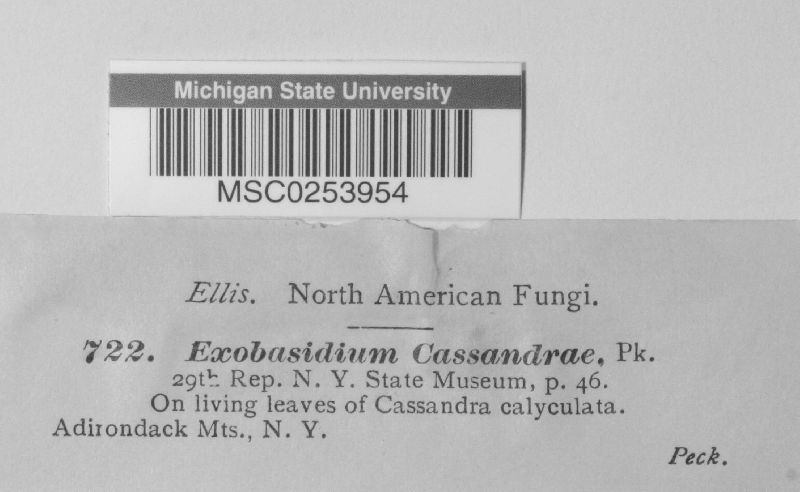 Michigan State University
MSC0253954
Ellis. North American Fungi.
722. Exobasidium Cassandrae, Pk.
29th Rep. N. Y. State Museum, p. 46.
On living leaves of Cassandra calyculata.
Adirondack Mts., N. Y.
Peck.